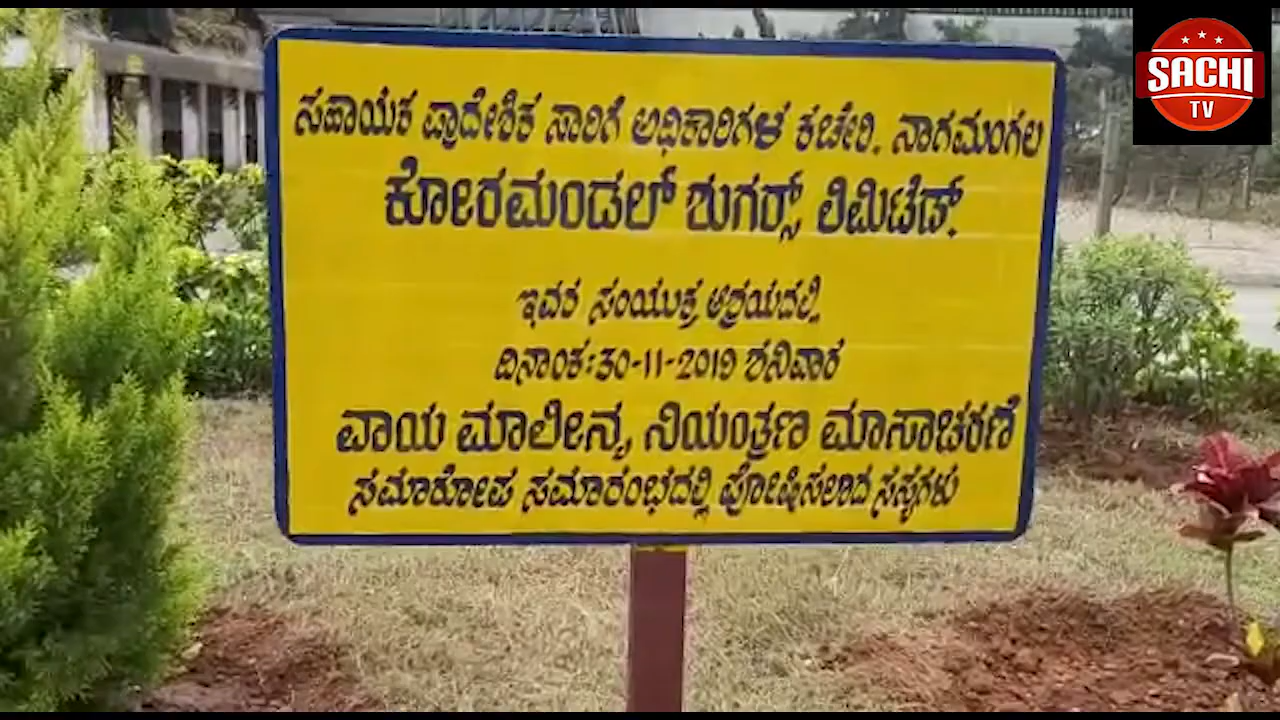 ಸಹಾಯಕ ಪ್ರಾದೇಶಿಕ ಸಾರಿಗೆ ಅಧಿಕಾರಿಗಳ ಕಚೇರಿ. ನಾಗಮಂಗಲ
ಕೋರಮಂಡಲ್ ಶುಗರ್ಸ್ ಲಿಮಿಟೆಡ್.
ಇವರ ಸಂಯುಕ್ತ ಆಶ್ರಯದಲ್ಲಿ
ದಿನಾಂಕ:30-11-2019 ಶನಿವಾರ
ವಾಯು ಮಾಲೀನ್ಯ ನಿಯಂತ್ರಣ ಮಾಸಾಚರಣೆ
ಸಮಾರೋಪ ಸಮಾರಂಭದಲ್ಲಿ ಪೋಷಿಸಲಾದ ಸಸ್ಯಗಳು
SACHI
TV